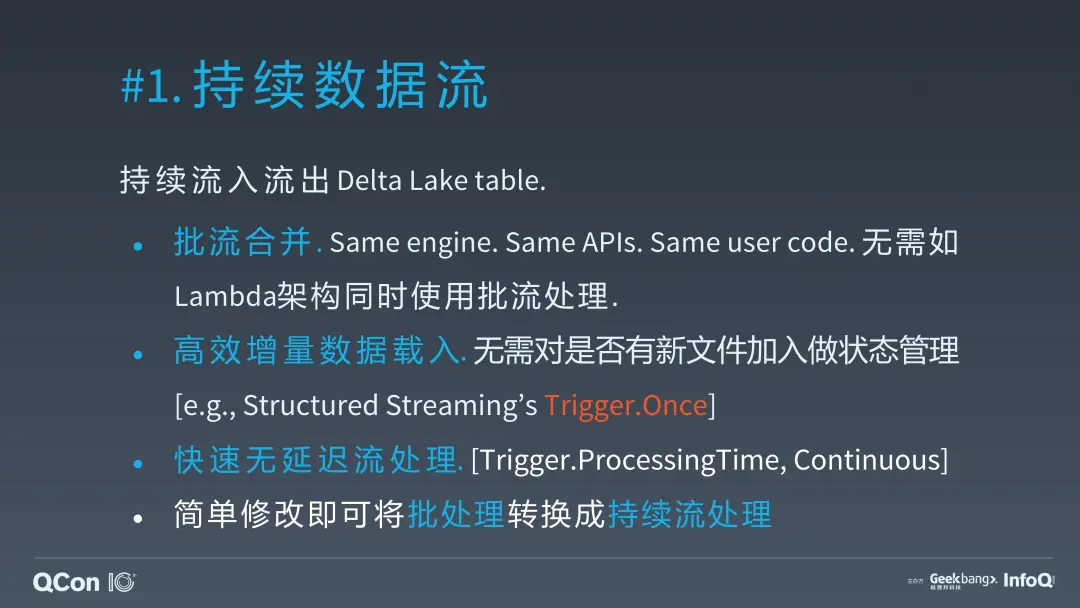 #1.持续数据流
持续流入流出Delta Lake table.
• 批流合并. Same engine. Same APIs. Same user code. 无需如
Lambda架构同时使用批流处理.
• 高效增量数据载入. 无需对是否有新文件加入做状态管理
[e.g., Structured Streaming’s Trigger.Once]
• 快速无延迟流处理. [Trigger.ProcessingTime, Continuous]
• 简单修改即可将批处理转换成持续流处理
QCon 10
主办方 Geekbang>. InfoQ
极客邦科技